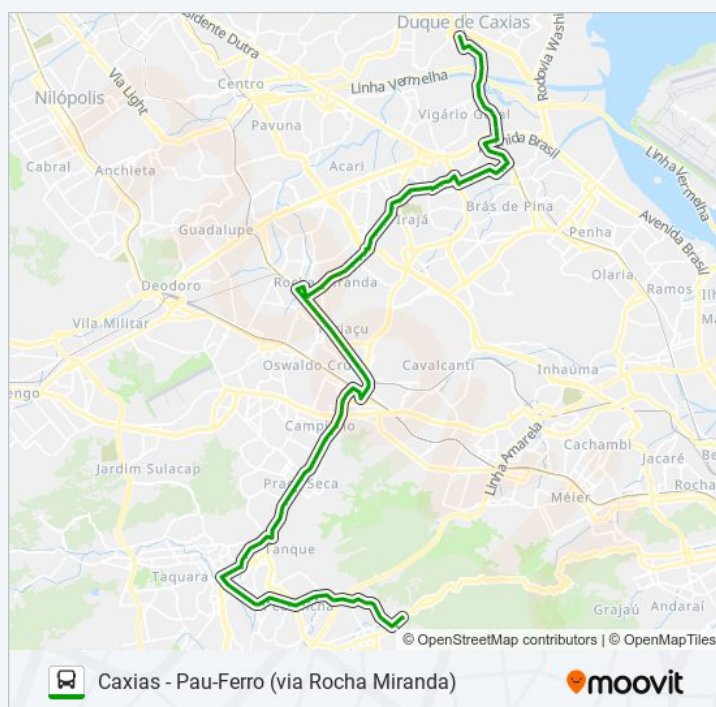 Duque de Caxias
Presidente Dutra
Rodovia Wash
Via Light
Linha Vermelha
Centro
Nilópolis
Vigário Geral
Pavuna
Avenida Brasil
Cabral
Anchieta
Acari
Linha Vermelha
Guadalupe
Irajá
Brás de Pina
Avenida Brasil
Penha
Deodoro
Rocha Miranda
Olaria
Vila Militar
Ramos
Oswaldo Cruz
Cavalcanti
Inhaúma
Campinho
Linha Amarela
Cachambi
Jardim Sulacap
Jacaré
Praça Seca
Méier
Rocha
Tanque
Taquara
Grajaú
Andaraí
© OpenStreetMap contributors | © OpenMapTiles
Caxias - Pau-Ferro (via Rocha Miranda)
moovit